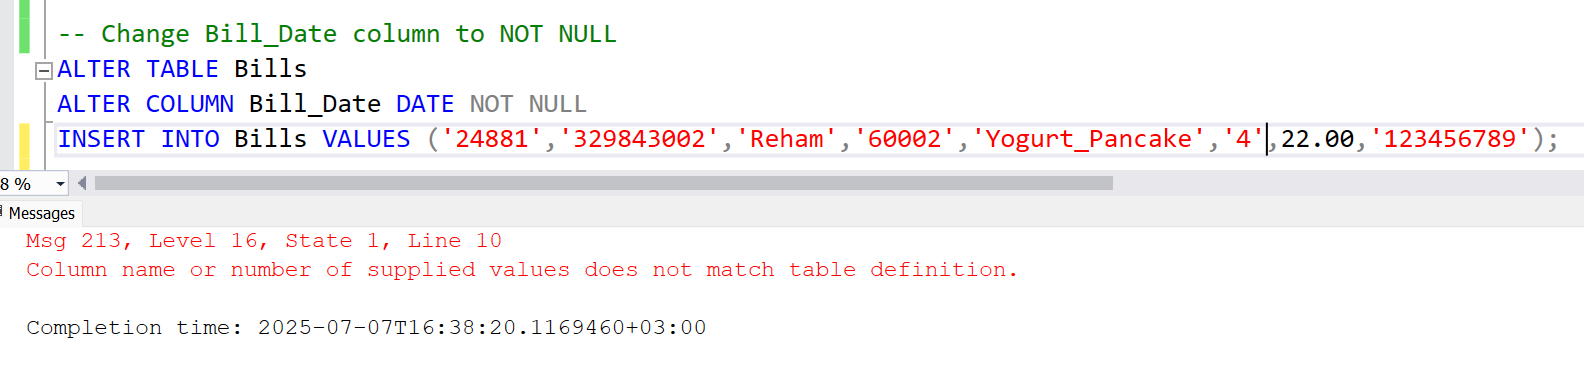 -- Change Bill_Date column to NOT NULL
ALTER TABLE Bills
ALTER COLUMN Bill_Date DATE NOT NULL
INSERT INTO Bills VALUES ('24881','329843002','Reham','60002','Yogurt_Pancake','4',22.00,'123456789');
8 %
Messages
Msg 213, Level 16, State 1, Line 10
Column name or number of supplied values does not match table definition.
Completion time: 2025-07-07T16:38:20.1169460+03:00